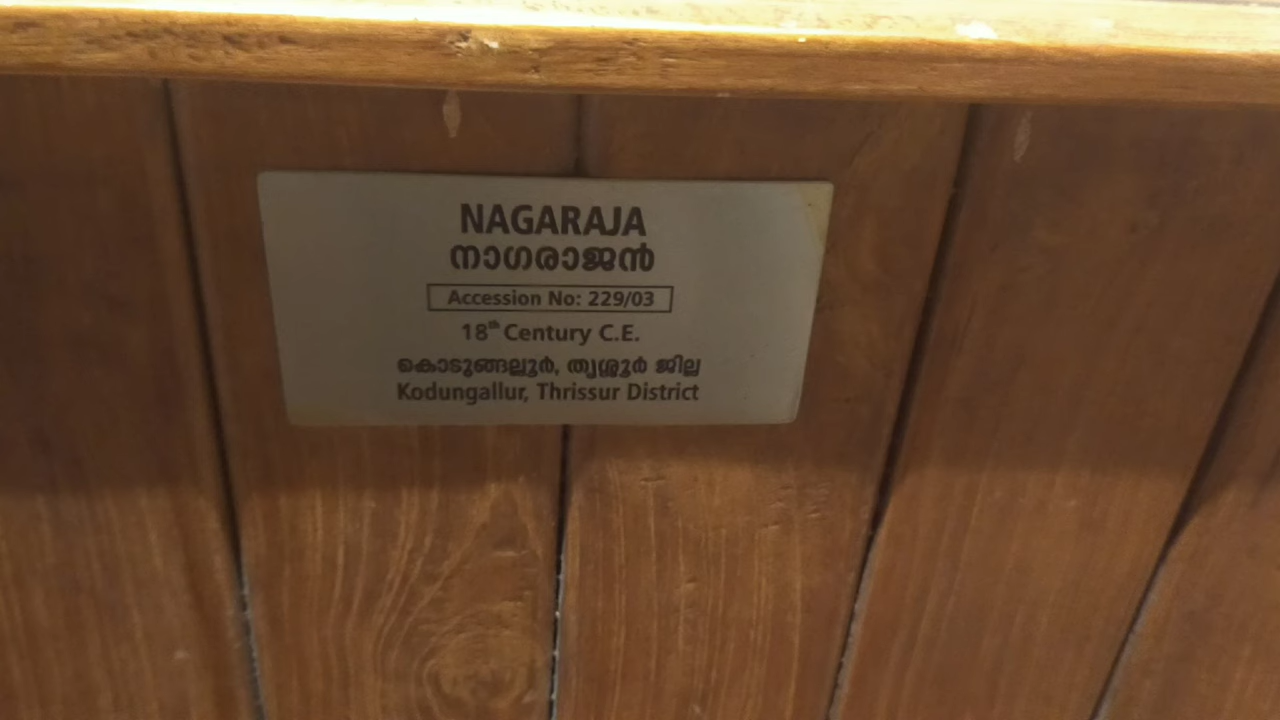 NAGARAJA
നാഗരാജൻ
Accession No: 229/03
18th Century C.E.
കൊടുങ്ങല്ലൂർ, തൃശ്ശൂർ ജില്ല
Kodungallur, Thrissur District